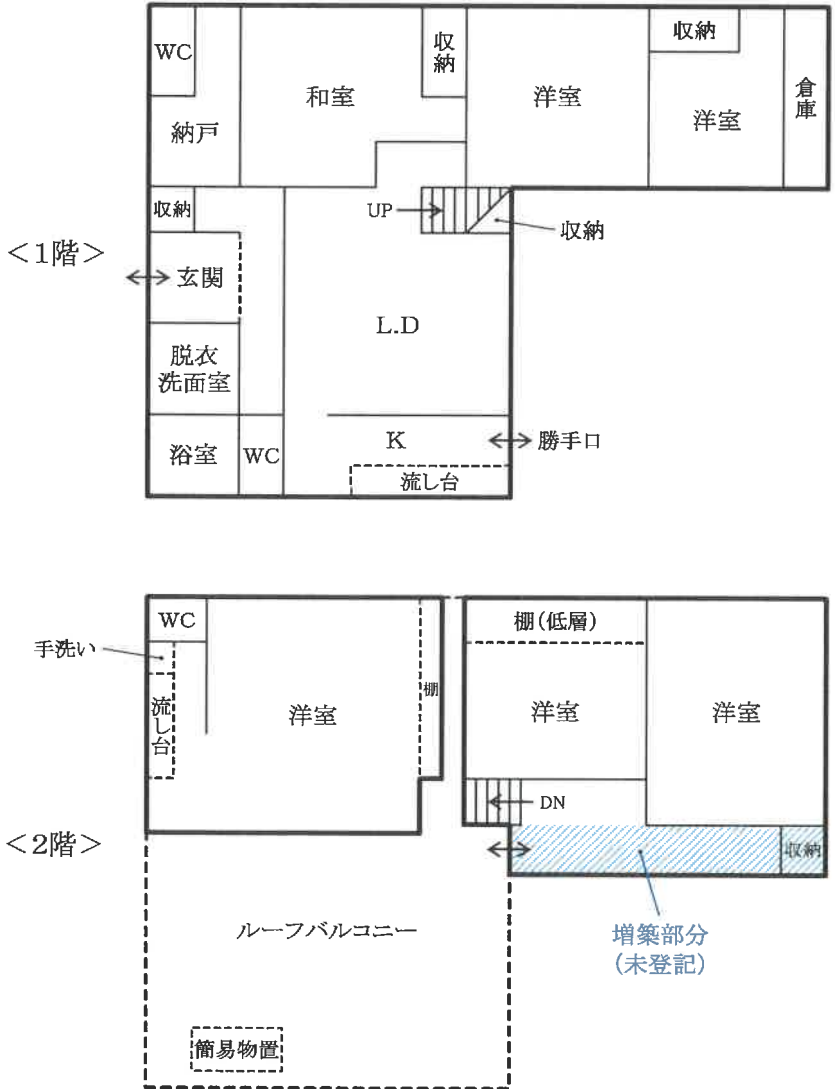 WC
収納
収納
和室
洋室
洋室
倉庫
納戸
収納
UP
収納
<1階>
玄関
L.D
脱衣
洗面室
K
勝手口
浴室
WC
流し台
WC
棚(低層)
手洗い
棚
流し台
洋室
洋室
洋室
DN
<2階>
収納
ルーフバルコニー
増築部分
(未登記)
簡易物置